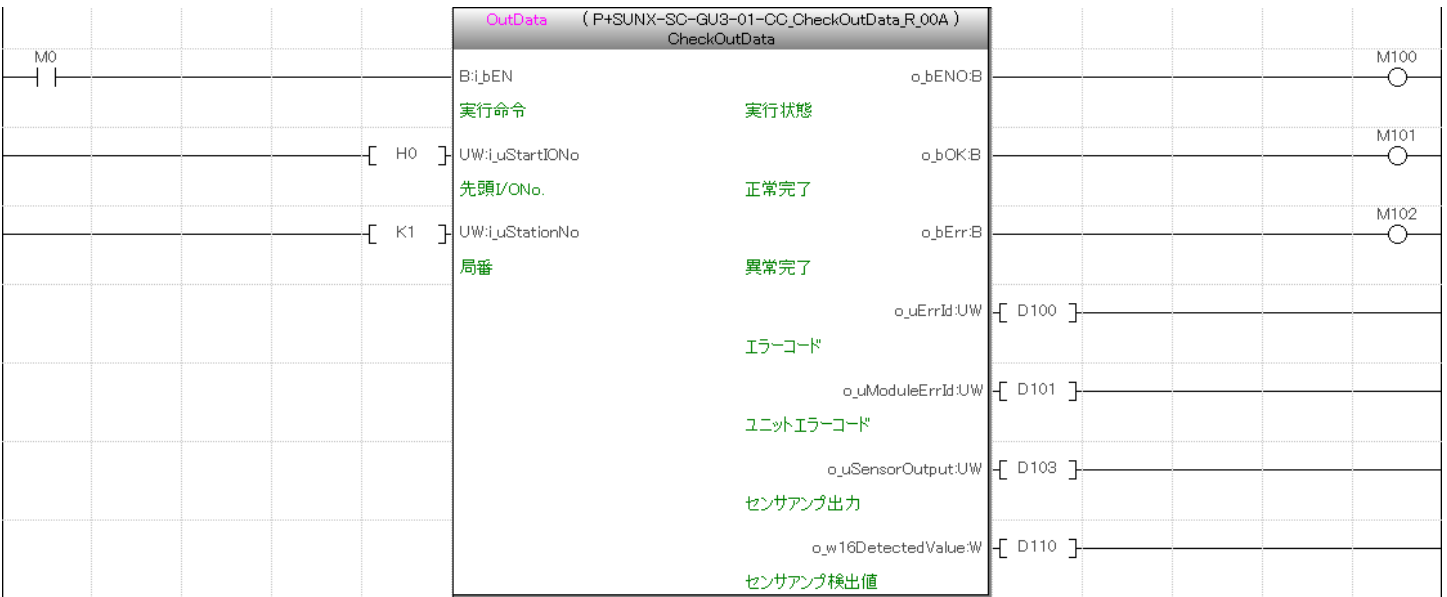 OutData (P+SUNX-SC-GU3-01-CC_CheckOutData_R_00A)
CheckOutData
M0 B:i_bEN o_bENO:B M100
実行命令 実行状態
H0 UW:i_uStartIONo o_bOK:B M101
先頭I/ONo. 正常完了
K1 UW:i_uStationNo o_bErr:B M102
局番 異常完了
o_uErrId:UW D100
エラーコード
o_uModuleErrId:UW D101
ユニットエラーコード
o_uSensorOutput:UW D103
センサアンプ出力
o_w16DetectedValue:W D110
センサアンプ検出値